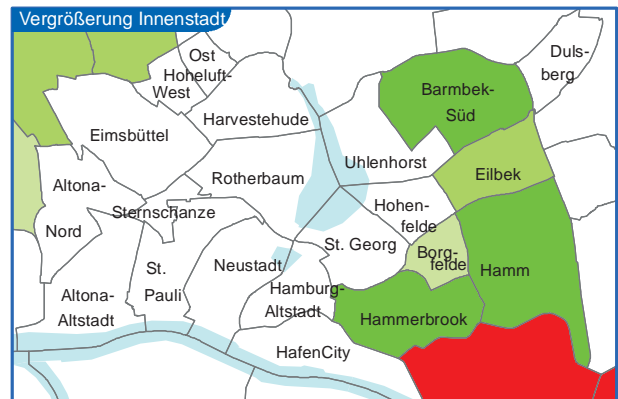 Vergrößerung Innenstadt
Ost
Hoheluft-
West
Duls-
berg
Barmbek-
Süd
Harvestehude
Eimsbüttel
Uhlenhorst
Eilbek
Altona-
Nord
Rotherbaum
Sternschanze
Hohen-
felde
St. Georg
Borg-
felde
Hamm
St.
Pauli
Neustadt
Altona-
Altstadt
Hamburg-
Altstadt
Hammerbrook
HafenCity